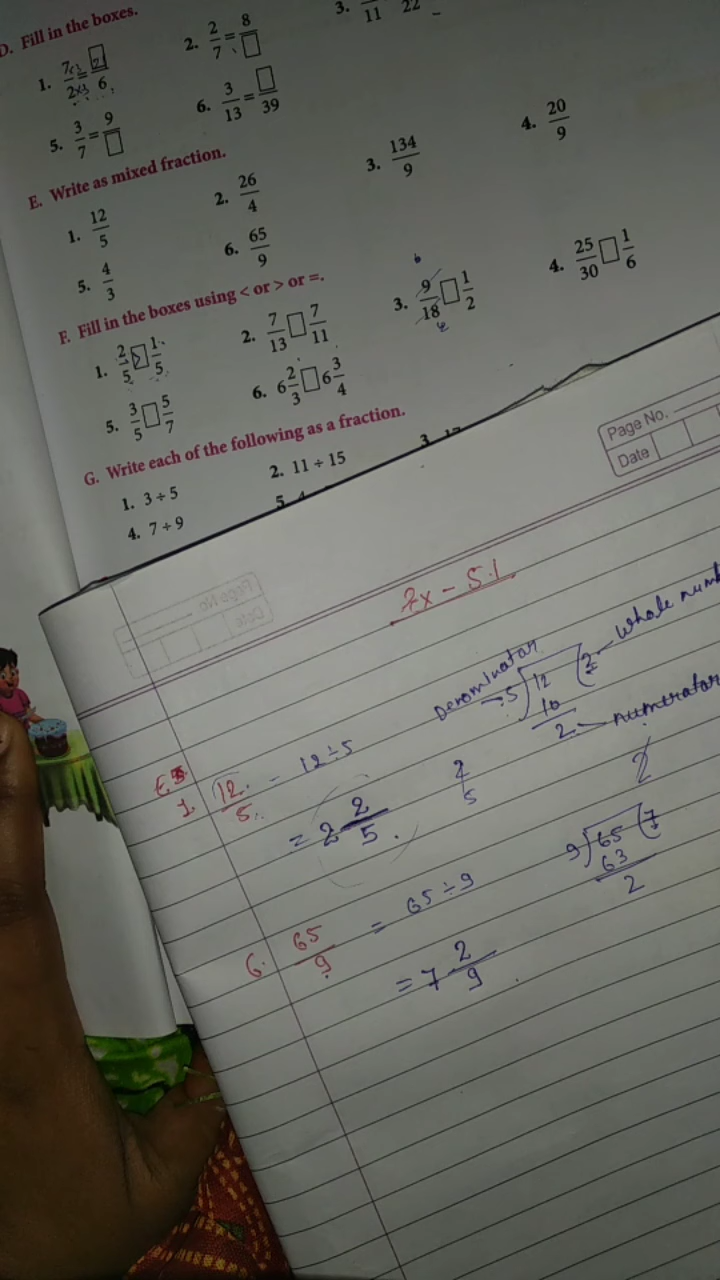 D. Fill in the boxes.
1. 7×3/2×3 = 21/6
2. 2/7 = 8/□
3. 11 22
5. 3/7 = 9/□
6. 3/13 = □/39
E. Write as mixed fraction.
1. 12/5
2. 26/4
3. 134/9
4. 20/9
5. 4/3
6. 65/9
F. Fill in the boxes using < or > or =.
1. 2/5 > 1/5
2. 7/13 □ 7/11
3. 9/18 □ 1/2
4. 25/30 □ 1/6
5. 3/5 □ 5/7
6. 6 2/3 □ 6 3/4
G. Write each of the following as a fraction.
1. 3 ÷ 5
2. 11 ÷ 15
3.
4. 7 ÷ 9
5.
Page No.
Date
Ex - 5.1
Denominator → 5 12 2 whole
10
2 numerator
E.
1. 12/5 = 12÷5
= 2 2/5.
2/5
6. 65/9 = 65÷9
9 65 7
63
2
= 7 2/9.